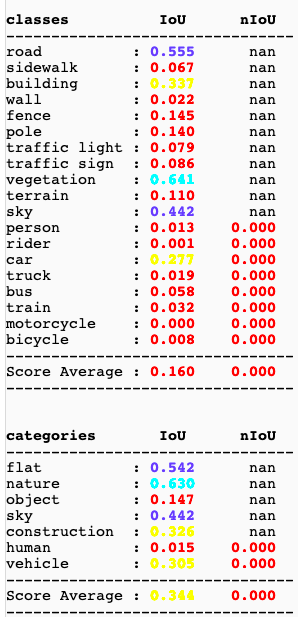 classes IoU nIoU
--------------------------------
road : 0.555 nan
sidewalk : 0.067 nan
building : 0.337 nan
wall : 0.022 nan
fence : 0.145 nan
pole : 0.140 nan
traffic light : 0.079 nan
traffic sign : 0.086 nan
vegetation : 0.641 nan
terrain : 0.110 nan
sky : 0.442 nan
person : 0.013 0.000
rider : 0.001 0.000
car : 0.277 0.000
truck : 0.019 0.000
bus : 0.058 0.000
train : 0.032 0.000
motorcycle : 0.000 0.000
bicycle : 0.008 0.000
--------------------------------
Score Average : 0.160 0.000
--------------------------------
categories IoU nIoU
--------------------------------
flat : 0.542 nan
nature : 0.630 nan
object : 0.147 nan
sky : 0.442 nan
construction : 0.326 nan
human : 0.015 0.000
vehicle : 0.305 0.000
--------------------------------
Score Average : 0.344 0.000
--------------------------------